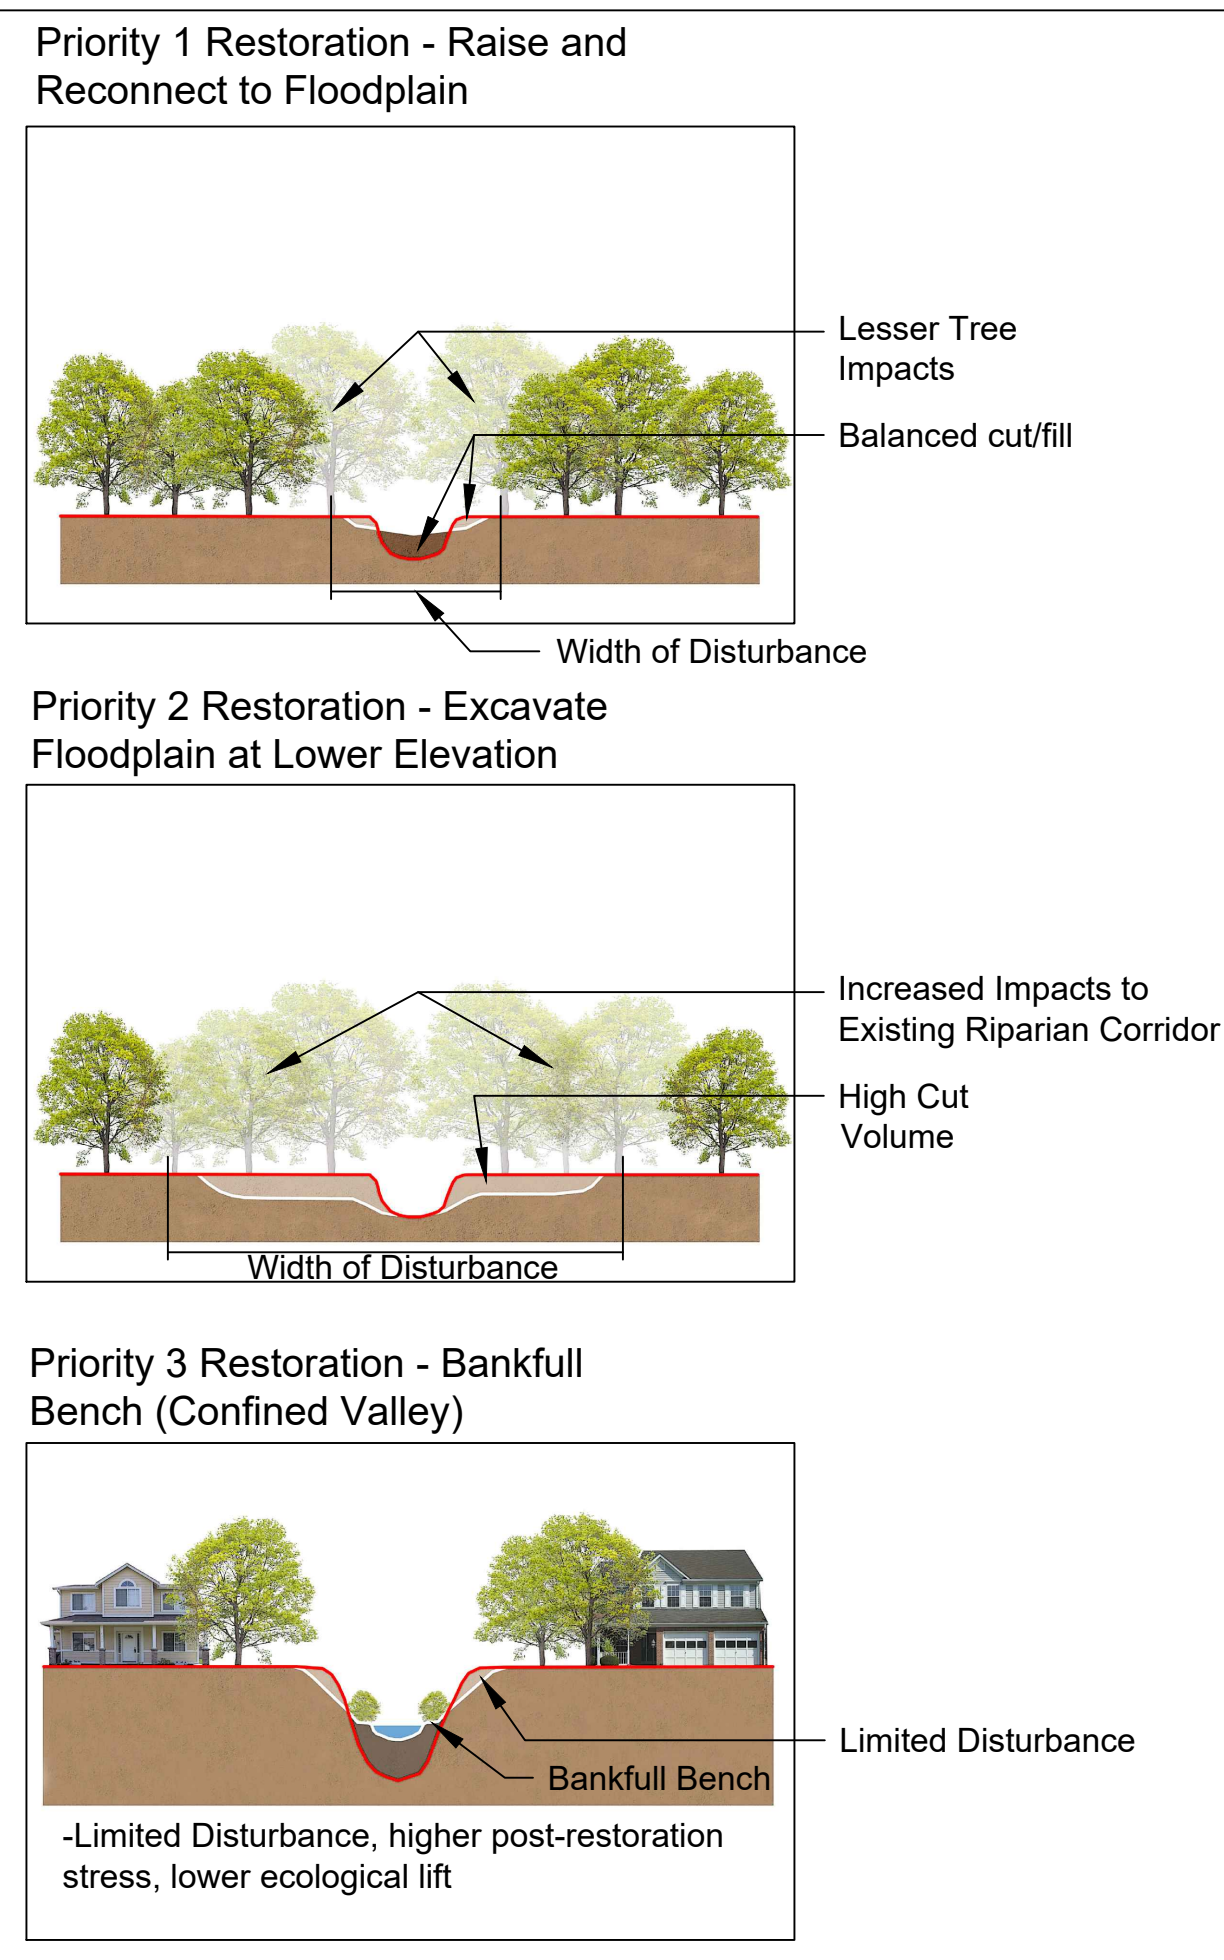 Priority 1 Restoration - Raise and
Reconnect to Floodplain
Lesser Tree
Impacts
Balanced cut/fill
Width of Disturbance
Priority 2 Restoration - Excavate
Floodplain at Lower Elevation
Increased Impacts to
Existing Riparian Corridor
High Cut
Volume
Width of Disturbance
Priority 3 Restoration - Bankfull
Bench (Confined Valley)
Limited Disturbance
Bankfull Bench
-Limited Disturbance, higher post-restoration
stress, lower ecological lift